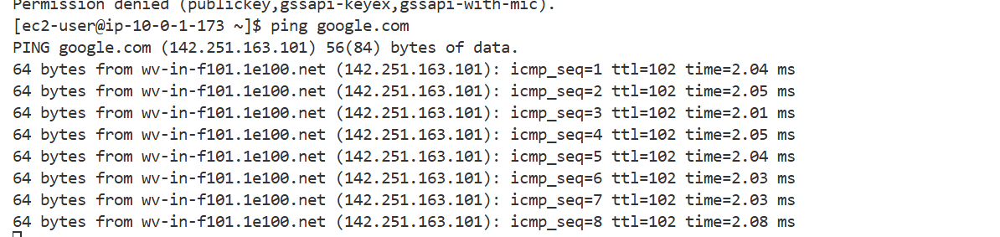 Permission denied (publickey,gssapi-keyex,gssapi-with-mic).
[ec2-user@ip-10-0-1-173 ~]$ ping google.com
PING google.com (142.251.163.101) 56(84) bytes of data.
64 bytes from wv-in-f101.1e100.net (142.251.163.101): icmp_seq=1 ttl=102 time=2.04 ms
64 bytes from wv-in-f101.1e100.net (142.251.163.101): icmp_seq=2 ttl=102 time=2.05 ms
64 bytes from wv-in-f101.1e100.net (142.251.163.101): icmp_seq=3 ttl=102 time=2.01 ms
64 bytes from wv-in-f101.1e100.net (142.251.163.101): icmp_seq=4 ttl=102 time=2.05 ms
64 bytes from wv-in-f101.1e100.net (142.251.163.101): icmp_seq=5 ttl=102 time=2.04 ms
64 bytes from wv-in-f101.1e100.net (142.251.163.101): icmp_seq=6 ttl=102 time=2.03 ms
64 bytes from wv-in-f101.1e100.net (142.251.163.101): icmp_seq=7 ttl=102 time=2.03 ms
64 bytes from wv-in-f101.1e100.net (142.251.163.101): icmp_seq=8 ttl=102 time=2.08 ms